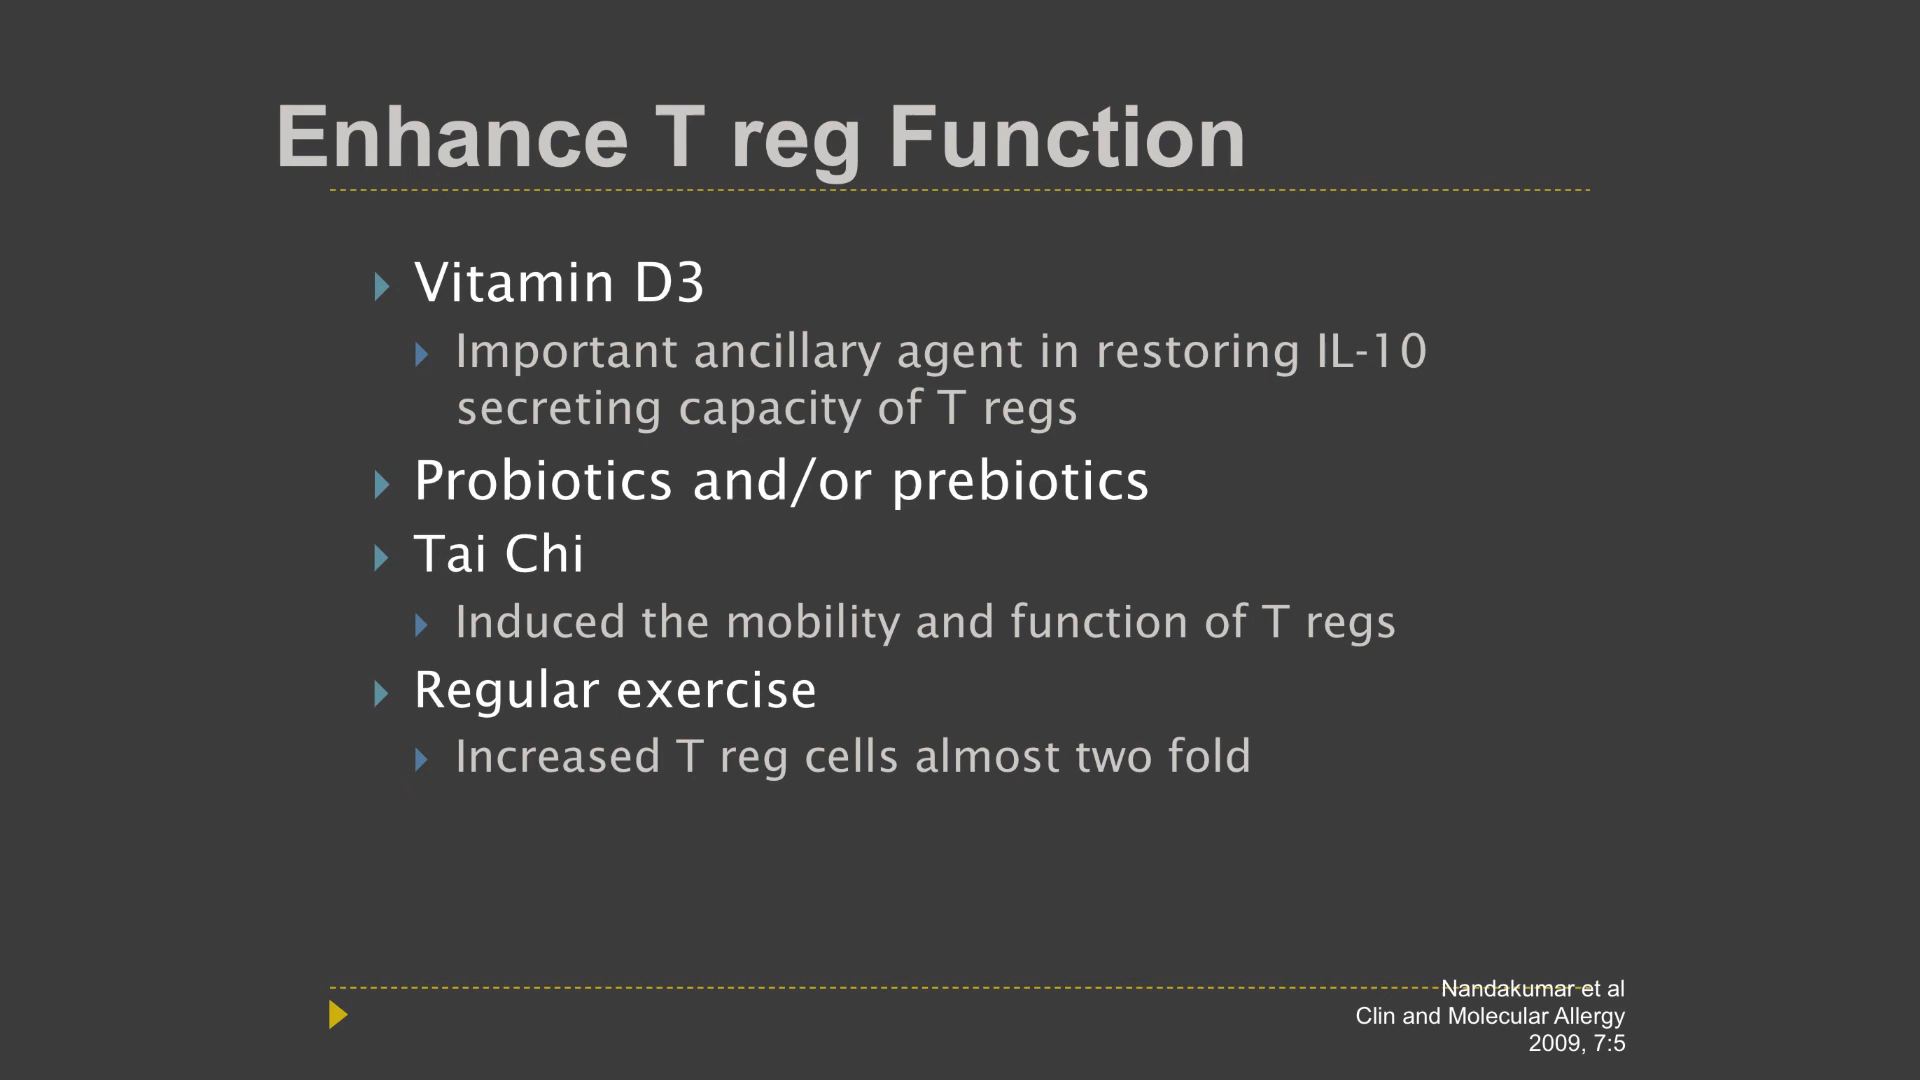 Enhance T reg Function
Vitamin D3
Important ancillary agent in restoring IL-10
secreting capacity of T regs
Probiotics and/or prebiotics
Tai Chi
Induced the mobility and function of T regs
Regular exercise
Increased T reg cells almost two fold
Nandakumar et al
Clin and Molecular Allergy
2009, 7:5